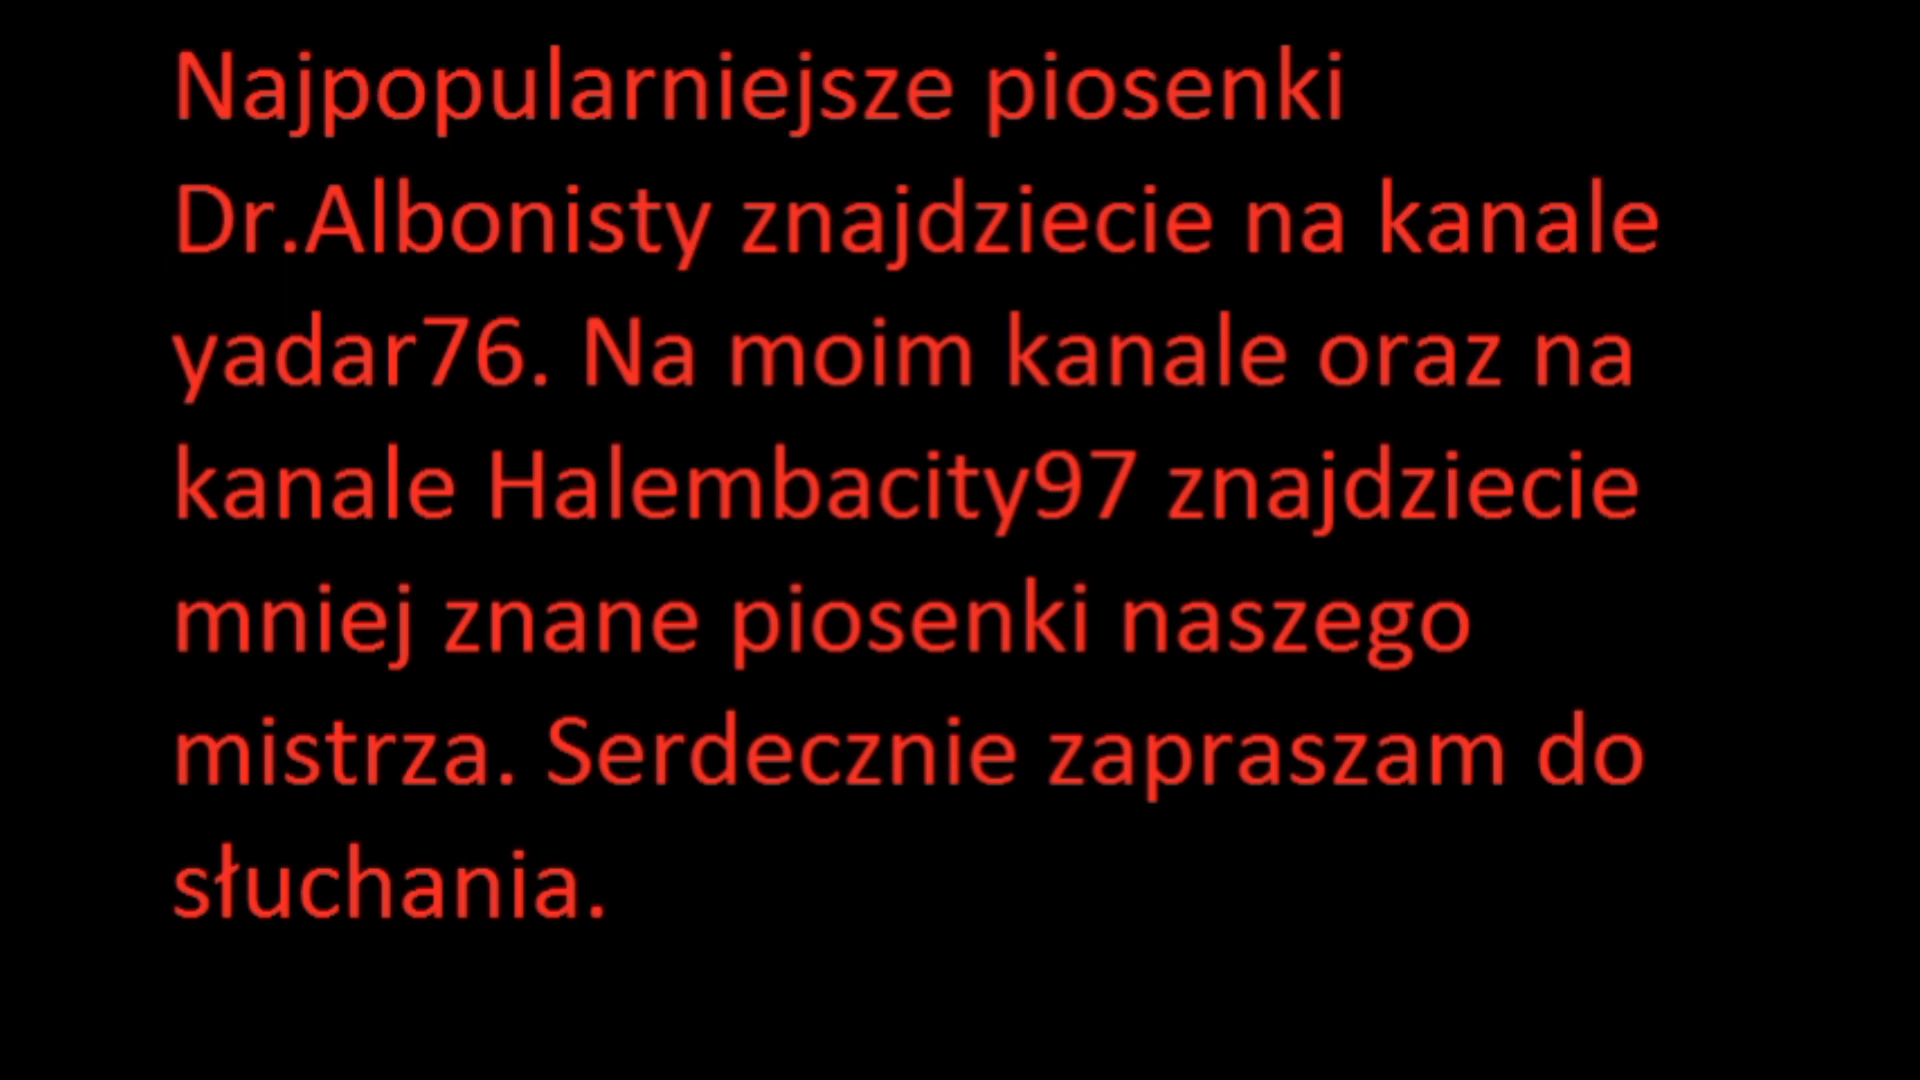 Najpopularniejsze piosenki
Dr.Albonisty znajdziecie na kanale
yadar76. Na moim kanale oraz na
kanale Halembacity97 znajdziecie
mniej znane piosenki naszego
mistrza. Serdecznie zapraszam do
słuchania.